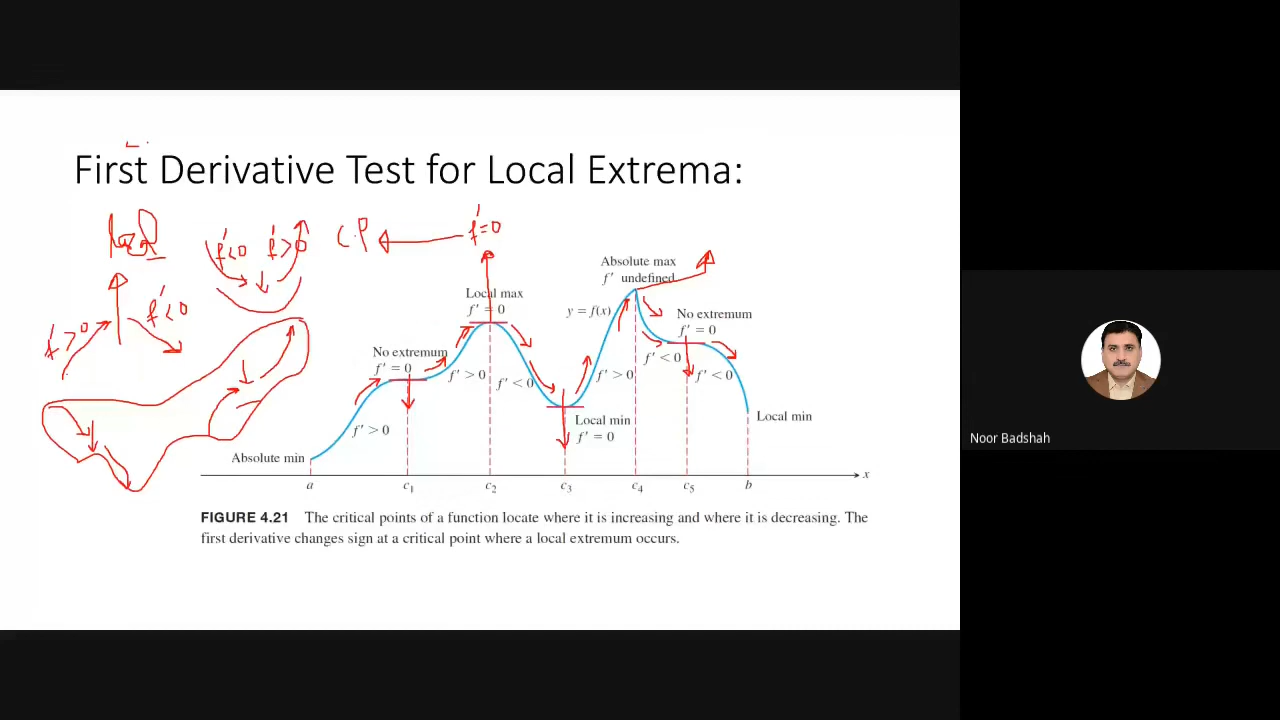 First Derivative Test for Local Extrema:
f'<0 f'>0
CP
f'=0
f'>0
f'<0
Absolute max
f' undefined
Local max
f' = 0
y = f(x)
No extremum
f' = 0
No extremum
f' = 0
f' > 0
f' < 0
f' > 0
f' < 0
f' < 0
f' > 0
Local min
f' = 0
Local min
Absolute min
x
a c1 c2 c3 c4 c5 b
FIGURE 4.21 The critical points of a function locate where it is increasing and where it is decreasing. The
first derivative changes sign at a critical point where a local extremum occurs.
Noor Badshah